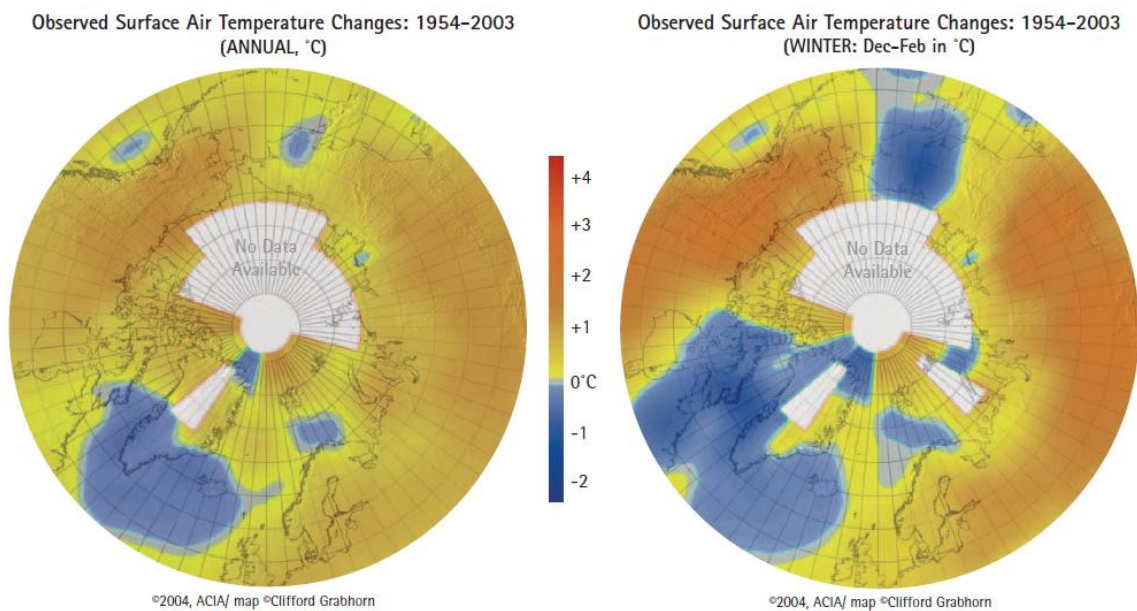 Observed Surface Air Temperature Changes: 1954-2003
(ANNUAL, ˚C)
No Data
Available
©2004, ACIA/ map ©Clifford Grabhorn
+4
+3
+2
+1
0˚C
-1
-2
Observed Surface Air Temperature Changes: 1954-2003
(WINTER: Dec-Feb in ˚C)
No Data
Available
©2004, ACIA/ map ©Clifford Grabhorn